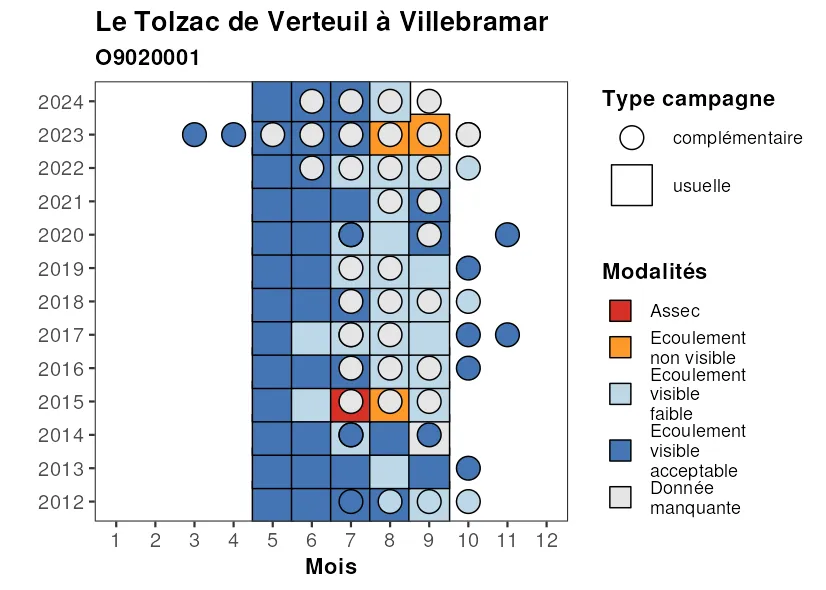 Le Tolzac de Verteuil à Villebramar
O9020001
2024
2023
2022
2021
2020
2019
2018
2017
2016
2015
2014
2013
2012
1 2 3 4 5 6 7 8 9 10 11 12
Mois
Type campagne
complémentaire
usuelle
Modalités
Assec
Ecoulement
non visible
Ecoulement
visible
faible
Ecoulement
visible
acceptable
Donnée
manquante